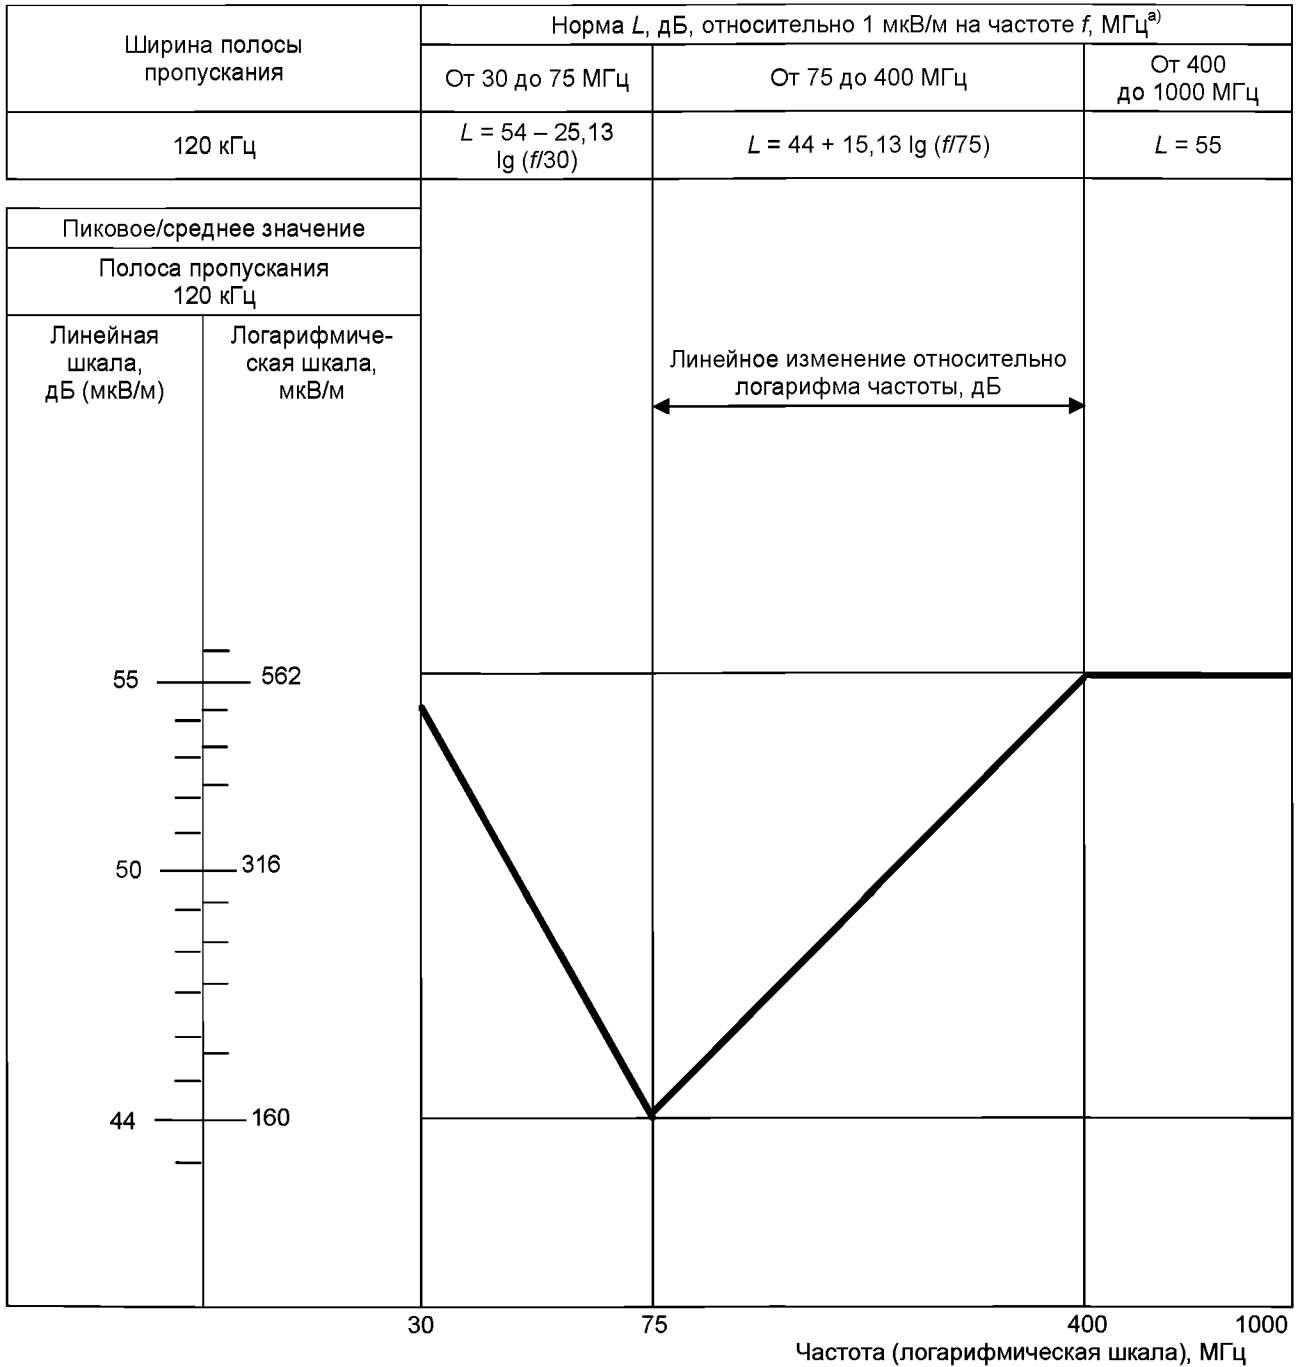 Ширина полосы
пропускания
Норма L, дБ, относительно 1 мкВ/м на частоте f, МГц^а)
От 30 до 75 МГц
От 75 до 400 МГц
От 400
до 1000 МГц
120 кГц
L = 54 – 25,13
lg (f/30)
L = 44 + 15,13 lg (f/75)
L = 55
Пиковое/среднее значение
Полоса пропускания
120 кГц
Линейная
шкала,
дБ (мкВ/м)
Логарифмиче-
ская шкала,
мкВ/м
Линейное изменение относительно
логарифма частоты, дБ
55
562
50
316
44
160
30
75
400
1000
Частота (логарифмическая шкала), МГц